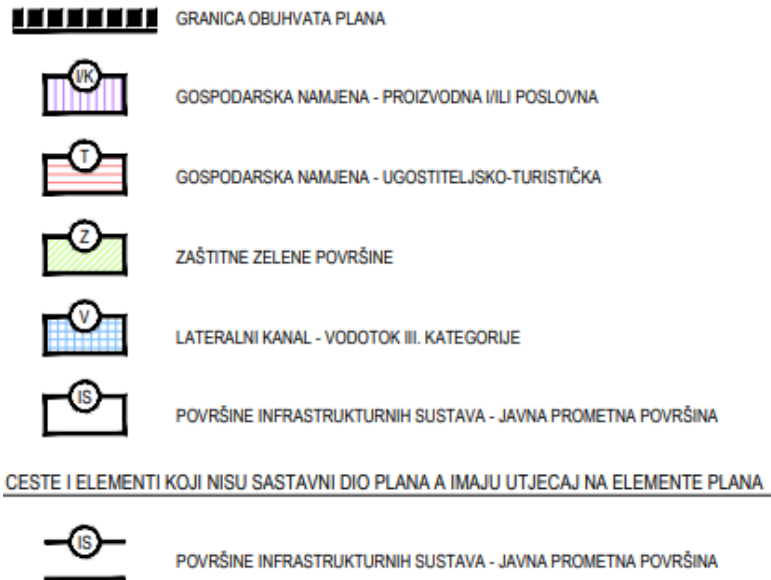 GRANICA OBUHVATA PLANA
I/K
GOSPODARSKA NAMJENA - PROIZVODNA I/ILI POSLOVNA
T
GOSPODARSKA NAMJENA - UGOSTITELJSKO-TURISTIČKA
Z
ZAŠTITNE ZELENE POVRŠINE
V
LATERALNI KANAL - VODOTOK III. KATEGORIJE
IS
POVRŠINE INFRASTRUKTURNIH SUSTAVA - JAVNA PROMETNA POVRŠINA
CESTE I ELEMENTI KOJI NISU SASTAVNI DIO PLANA A IMAJU UTJECAJ NA ELEMENTE PLANA
IS
POVRŠINE INFRASTRUKTURNIH SUSTAVA - JAVNA PROMETNA POVRŠINA